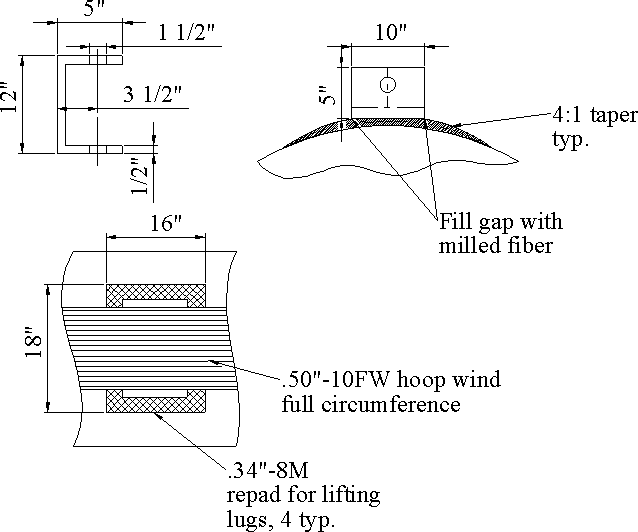 5"
1 1/2"
12"
3 1/2"
1/2"
10"
5"
4:1 taper
typ.
Fill gap with
milled fiber
16"
18"
.50"-10FW hoop wind
full circumference
.34"-8M
repad for lifting
lugs, 4 typ.